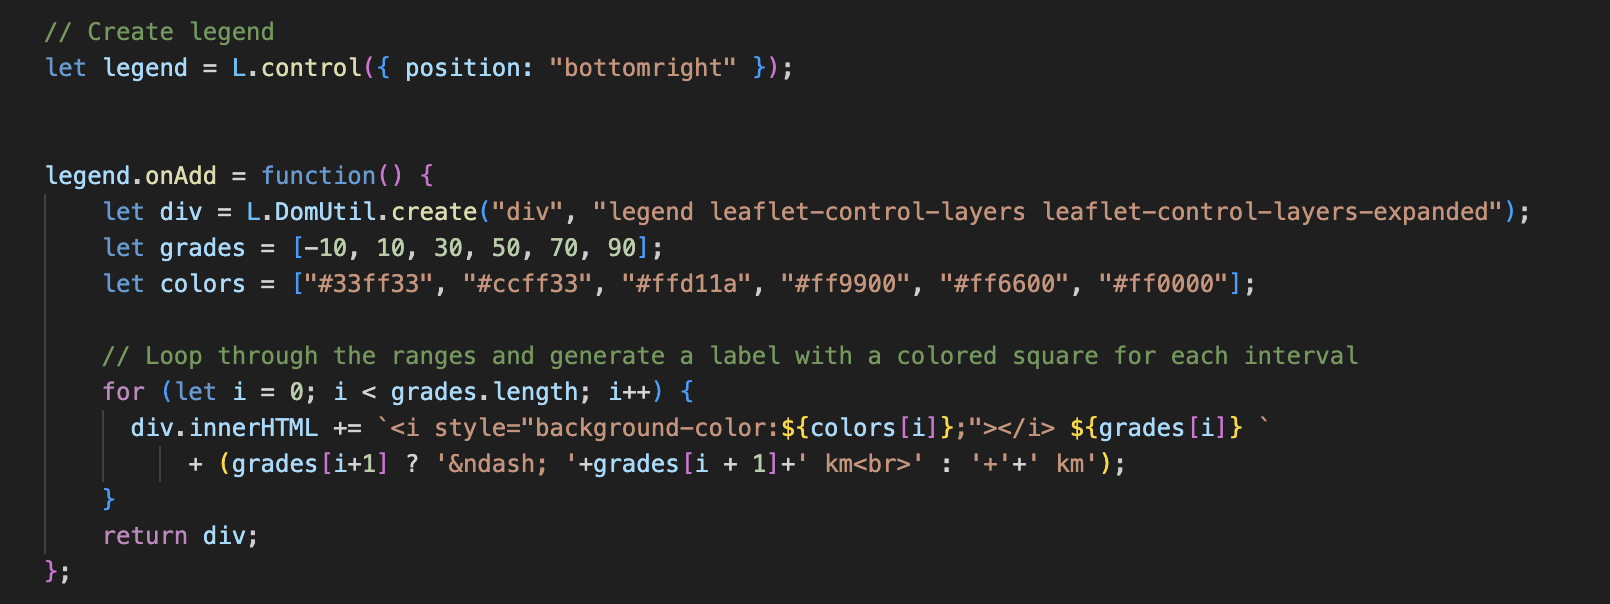 // Create legend
let legend = L.control({ position: "bottomright" });
legend.onAdd = function() {
let div = L.DomUtil.create("div", "legend leaflet-control-layers leaflet-control-layers-expanded");
let grades = [-10, 10, 30, 50, 70, 90];
let colors = ["#33ff33", "#ccff33", "#ffd11a", "#ff9900", "#ff6600", "#ff0000"];
// Loop through the ranges and generate a label with a colored square for each interval
for (let i = 0; i < grades.length; i++) {
div.innerHTML += `<i style="background-color:${colors[i]};"></i> ${grades[i]} `
+ (grades[i+1] ? '&ndash; '+grades[i + 1]+' km<br>' : '+'+' km');
}
return div;
};